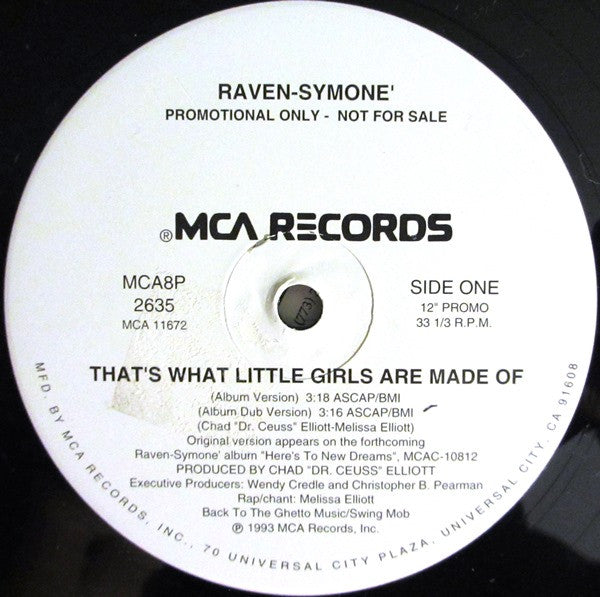 RAVEN-SYMONE'
PROMOTIONAL ONLY - NOT FOR SALE
®MCA RECORDS
MCA8P
2635
MCA 11672
SIDE ONE
12" PROMO
33 1/3 R.P.M.
(773)
THAT'S WHAT LITTLE GIRLS ARE MADE OF
(Album Version) 3:18 ASCAP/BMI
(Album Dub Version) 3:16 ASCAP/BMI
(Chad "Dr. Ceuss" Elliott-Melissa Elliott)
Original version appears on the forthcoming
Raven-Symone' album "Here's To New Dreams", MCAC-10812
PRODUCED BY CHAD "DR. CEUSS" ELLIOTT
Executive Producers: Wendy Credle and Christopher B. Pearman
Rap/chant: Melissa Elliott
Back To The Ghetto Music/Swing Mob
℗ 1993 MCA Records, Inc.
MFD. BY MCA RECORDS, INC., 70 UNIVERSAL CITY PLAZA, UNIVERSAL CITY, CA 91608